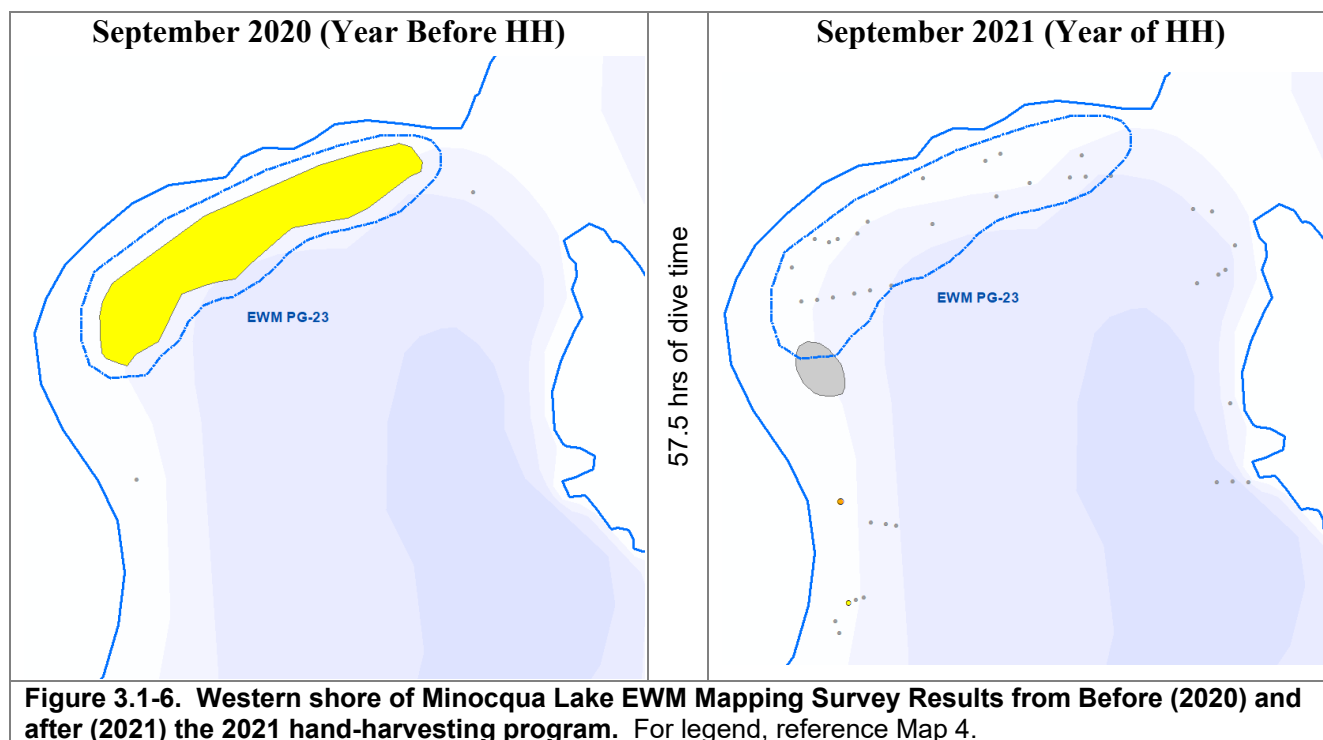 September 2020 (Year Before HH)
EWM PG-23
57.5 hrs of dive time
September 2021 (Year of HH)
EWM PG-23
Figure 3.1-6. Western shore of Minocqua Lake EWM Mapping Survey Results from Before (2020) and
after (2021) the 2021 hand-harvesting program. For legend, reference Map 4.